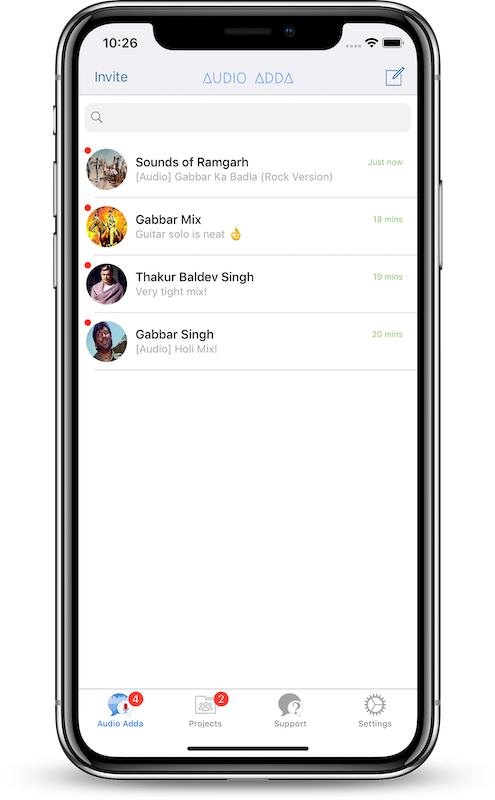 10:26
Invite
AUDIO ADDA
Sounds of Ramgarh
Just now
[Audio] Gabbar Ka Badla (Rock Version)
Gabbar Mix
18 mins
Guitar solo is neat 👌
Thakur Baldev Singh
19 mins
Very tight mix!
Gabbar Singh
20 mins
[Audio] Holi Mix!
4
2
?
Audio Adda
Projects
Support
Settings